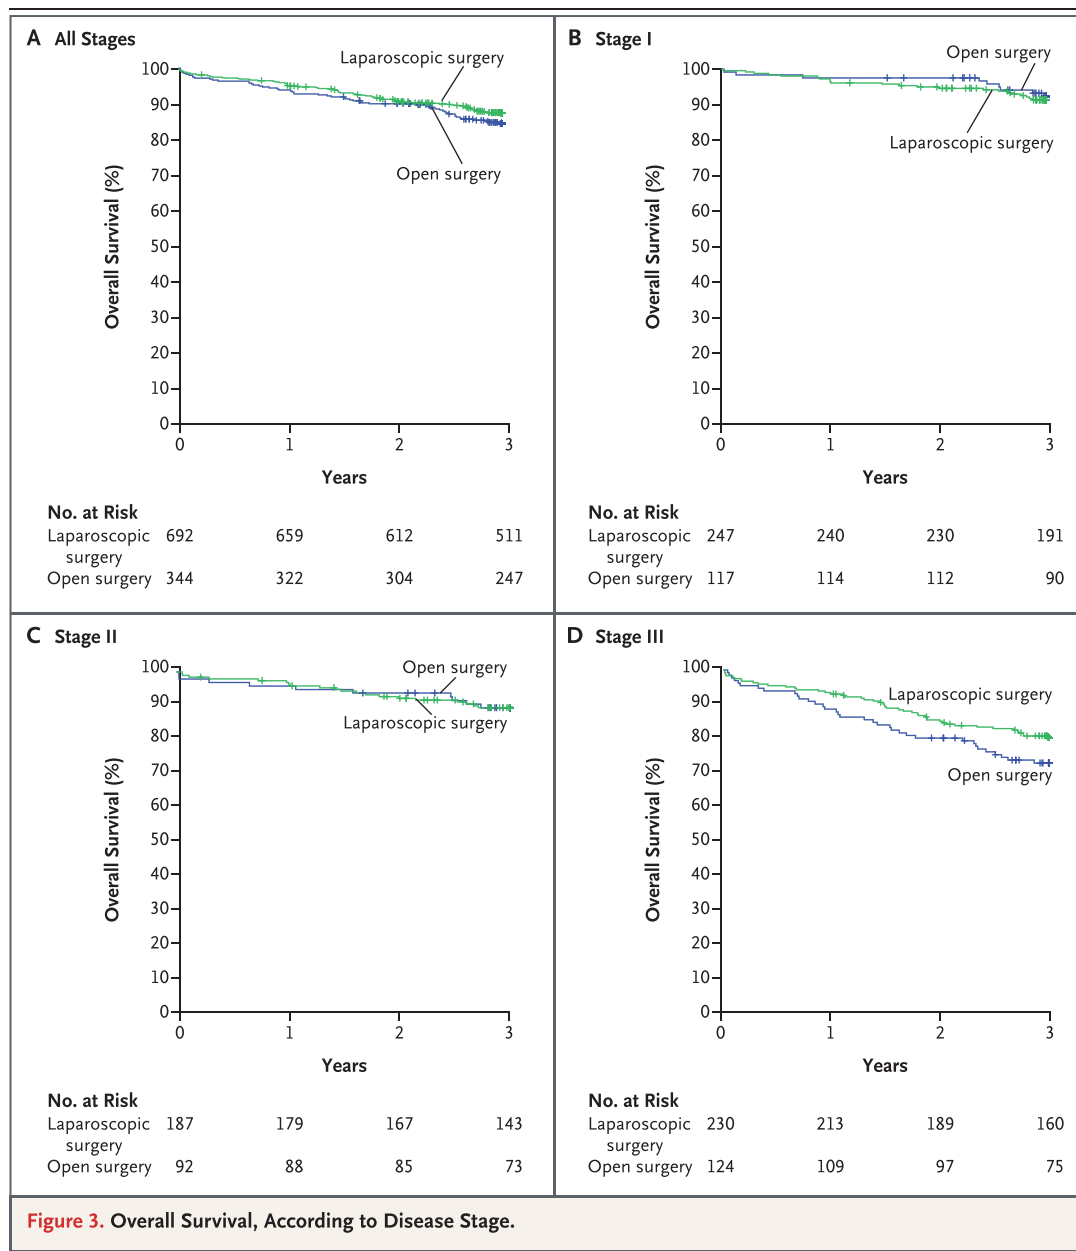 A All Stages
Laparoscopic surgery
Open surgery
100
90
80
70
60
50
40
30
20
10
0
Overall Survival (%)
0 1 2 3
Years
No. at Risk
Laparoscopic surgery 692 659 612 511
Open surgery 344 322 304 247
B Stage I
Open surgery
Laparoscopic surgery
100
90
80
70
60
50
40
30
20
10
0
Overall Survival (%)
0 1 2 3
Years
No. at Risk
Laparoscopic surgery 247 240 230 191
Open surgery 117 114 112 90
C Stage II
Open surgery
Laparoscopic surgery
100
90
80
70
60
50
40
30
20
10
0
Overall Survival (%)
0 1 2 3
Years
No. at Risk
Laparoscopic surgery 187 179 167 143
Open surgery 92 88 85 73
D Stage III
Laparoscopic surgery
Open surgery
100
90
80
70
60
50
40
30
20
10
0
Overall Survival (%)
0 1 2 3
Years
No. at Risk
Laparoscopic surgery 230 213 189 160
Open surgery 124 109 97 75
Figure 3. Overall Survival, According to Disease Stage.